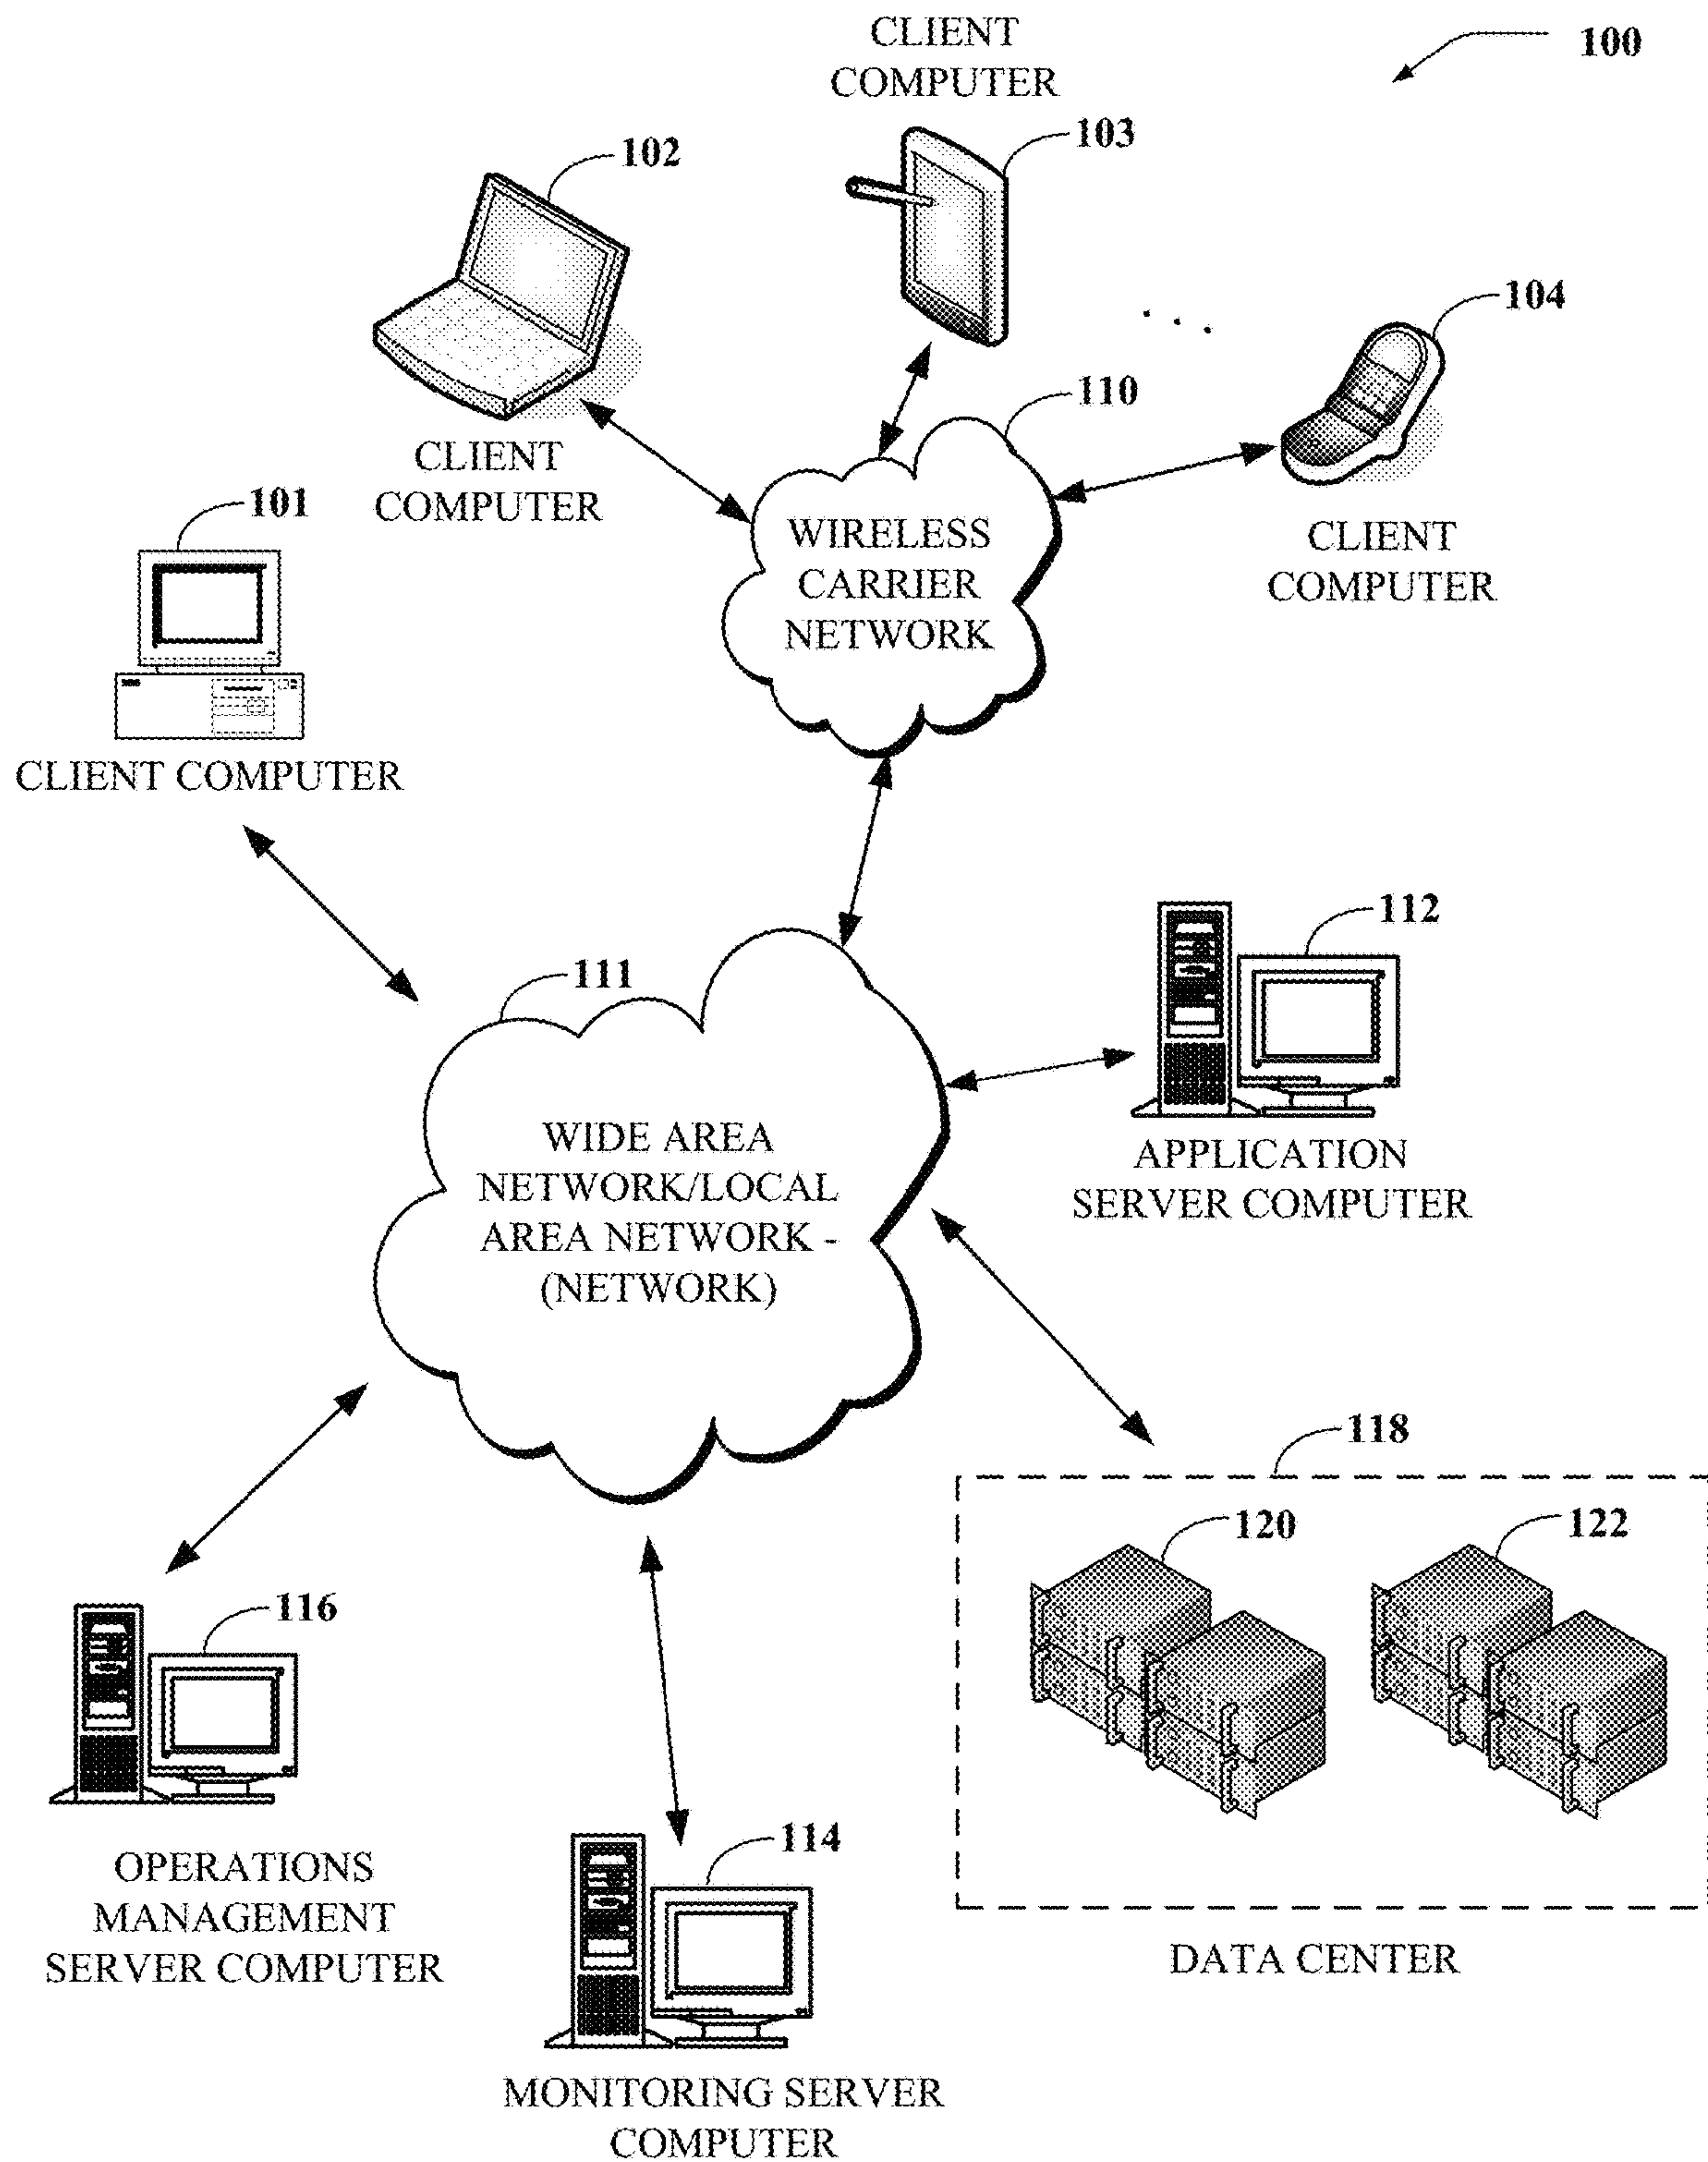 CLIENT
COMPUTER
100
103
102
104
110
CLIENT
COMPUTER
WIRELESS
CARRIER
NETWORK
CLIENT
COMPUTER
101
CLIENT COMPUTER
112
111
WIDE AREA
NETWORK/LOCAL
AREA NETWORK -
(NETWORK)
APPLICATION
SERVER COMPUTER
118
120
122
116
OPERATIONS
MANAGEMENT
SERVER COMPUTER
114
DATA CENTER
MONITORING SERVER
COMPUTER